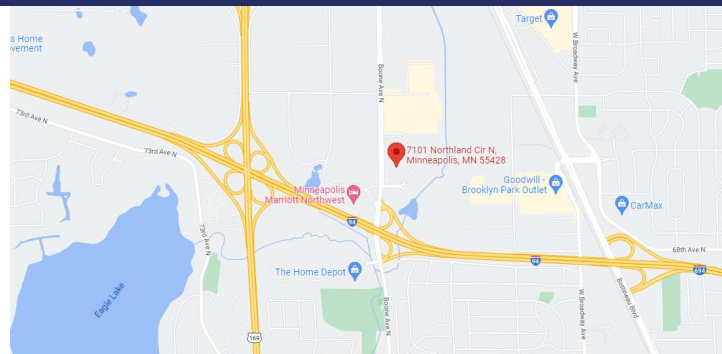 Target
W Broadway Ave
s Home
ovement
Boone Ave N
73rd Ave N
73rd Ave N
7101 Northland Cir N,
Minneapolis, MN 55428
Minneapolis
Marriott Northwest
Goodwill -
Brooklyn Park Outlet
CarMax
94
73rd Ave N
68th Ave N
The Home Depot
94
694
Eagle Lake
Boone Ave N
W Broadway Ave
Bottineau Blvd
169